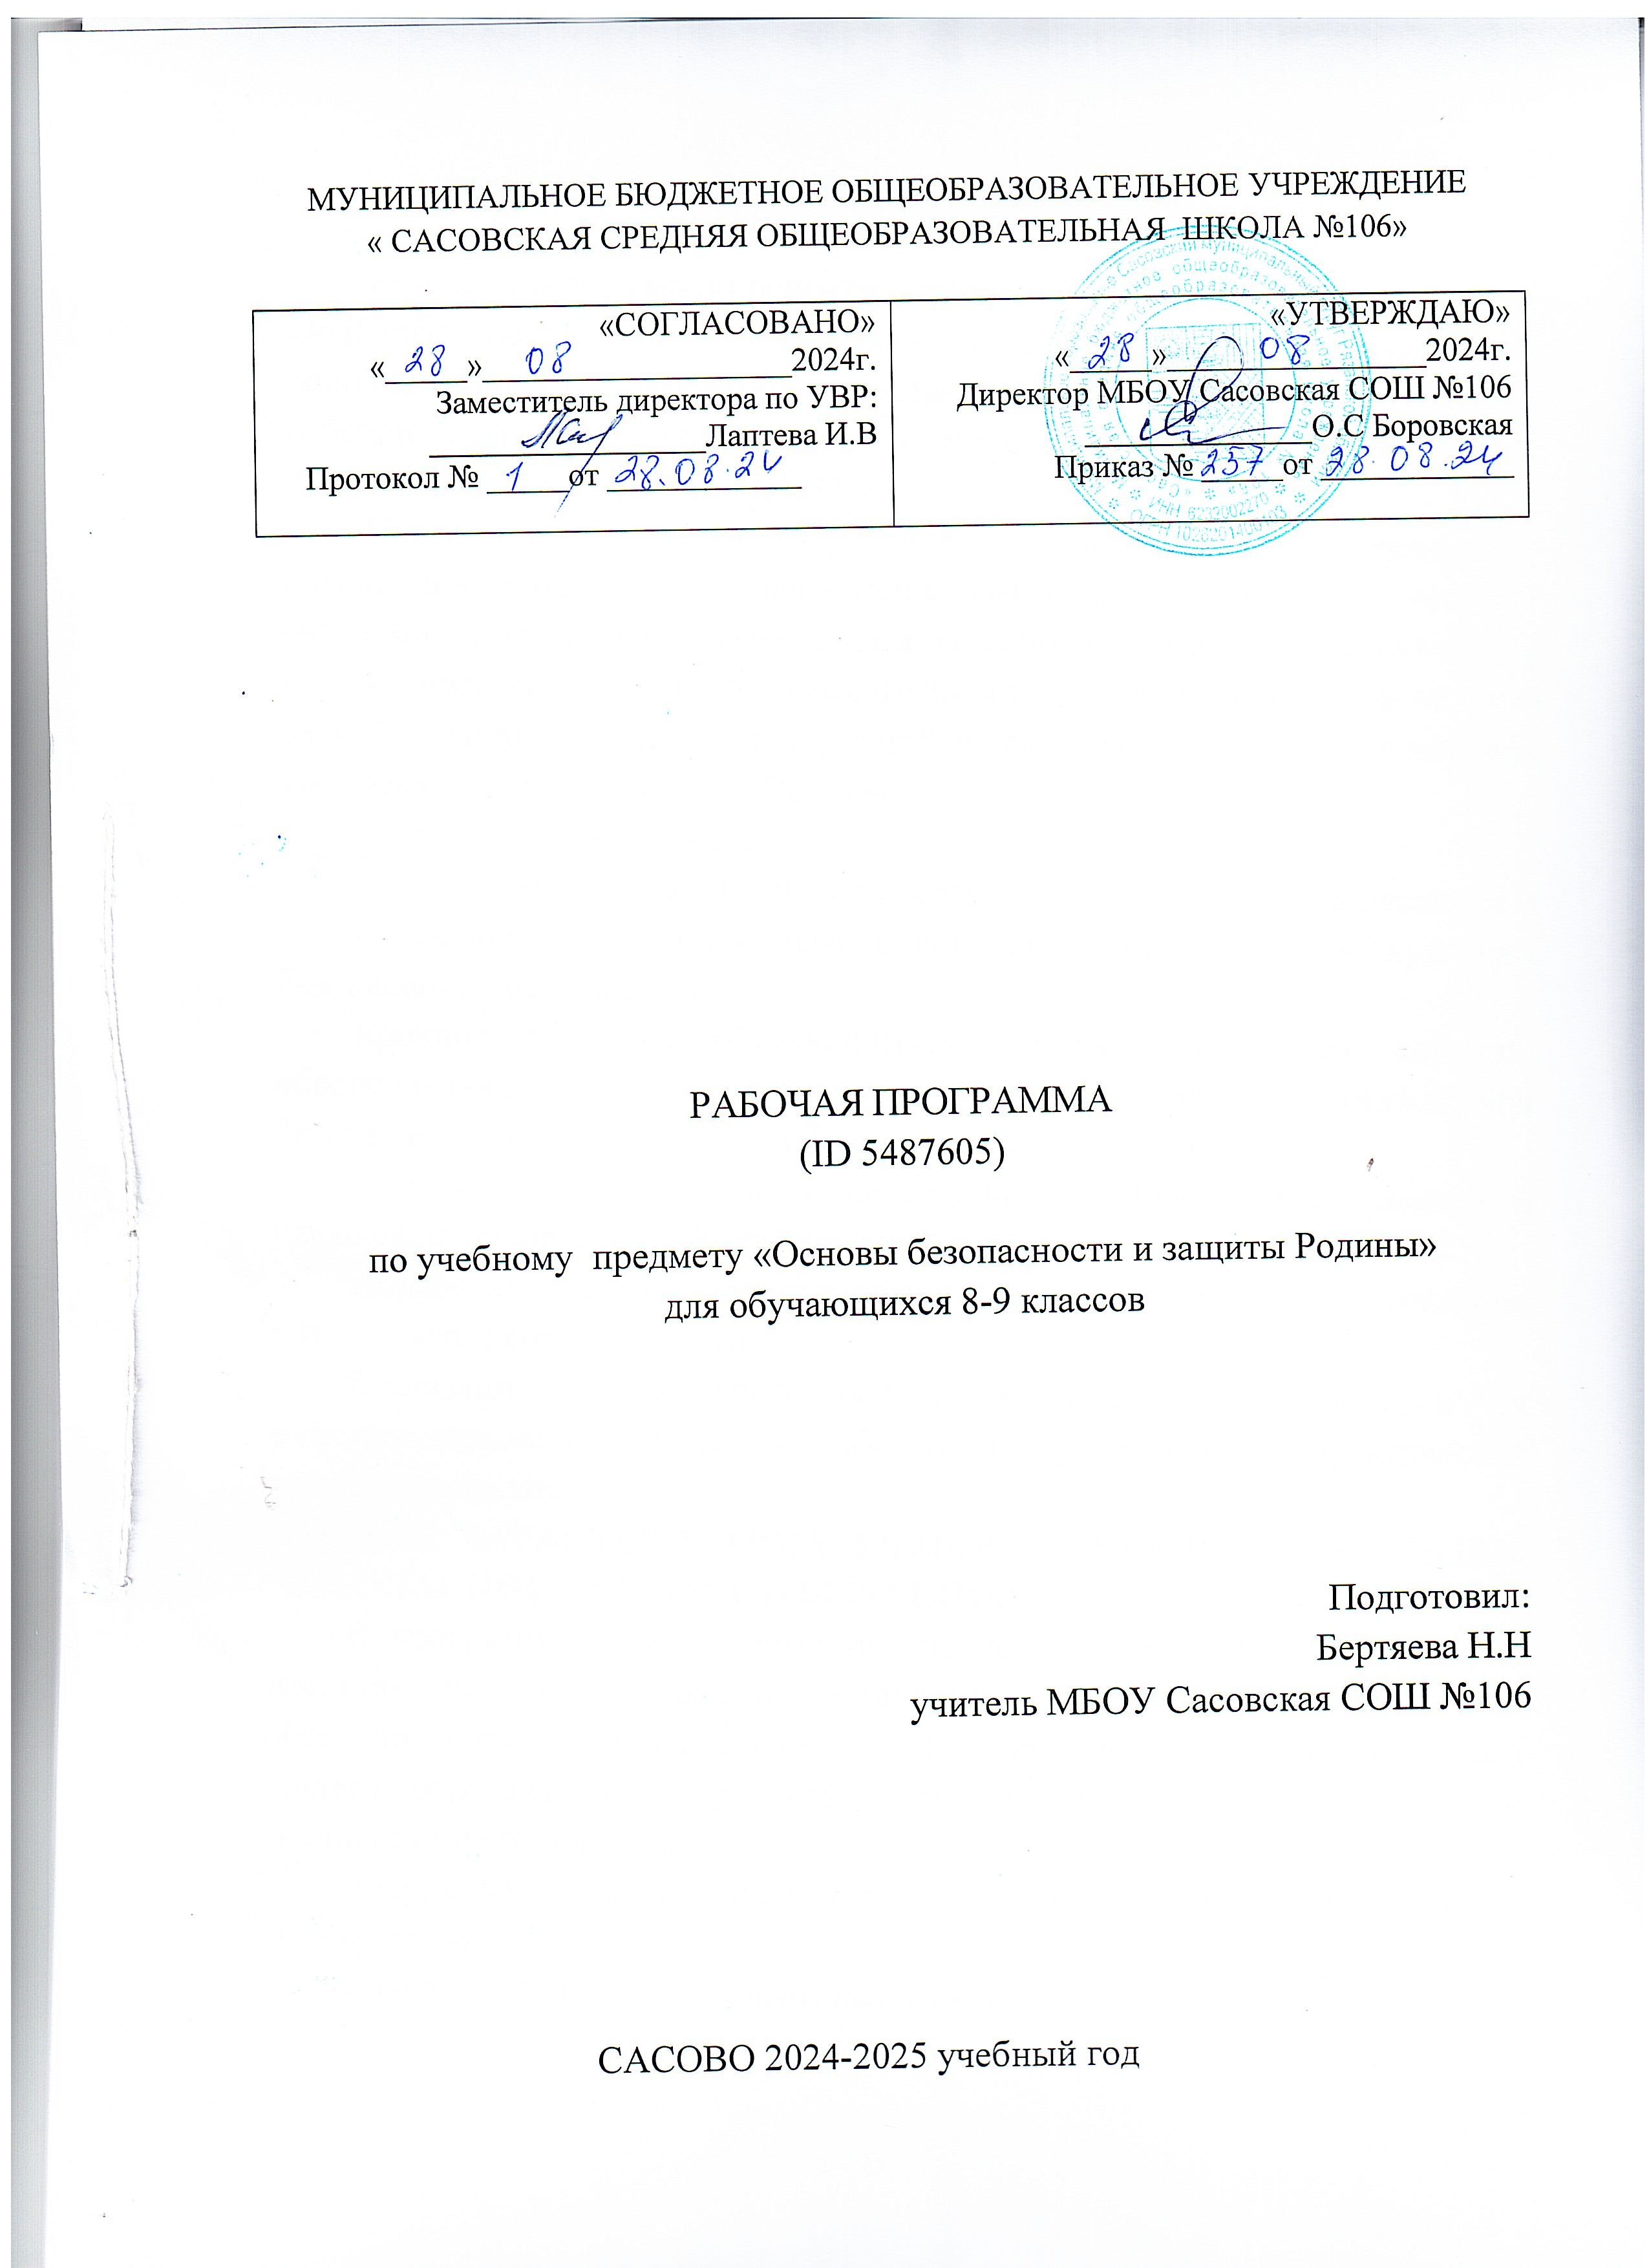 МУНИЦИПАЛЬНОЕ БЮДЖЕТНОЕ ОБЩЕОБРАЗОВАТЕЛЬНОЕ УЧРЕЖДЕНИЕ
« САСОВСКАЯ СРЕДНЯЯ ОБЩЕОБРАЗОВАТЕЛЬНАЯ ШКОЛА №106»
«СОГЛАСОВАНО»
« 28 » 08 2024г.
Заместитель директора по УВР:
Лаптева И.В
Протокол № 1 от 28.08.24
«УТВЕРЖДАЮ»
« 28 » 08 2024г.
Директор МБОУ Сасовская СОШ №106
О.С Боровская
Приказ № 257 от 28.08.24
ИНН 6232002270
РАБОЧАЯ ПРОГРАММА
(ID 5487605)
по учебному предмету «Основы безопасности и защиты Родины»
для обучающихся 8-9 классов
Подготовил:
Бертяева Н.Н
учитель МБОУ Сасовская СОШ №106
САСОВО 2024-2025 учебный год